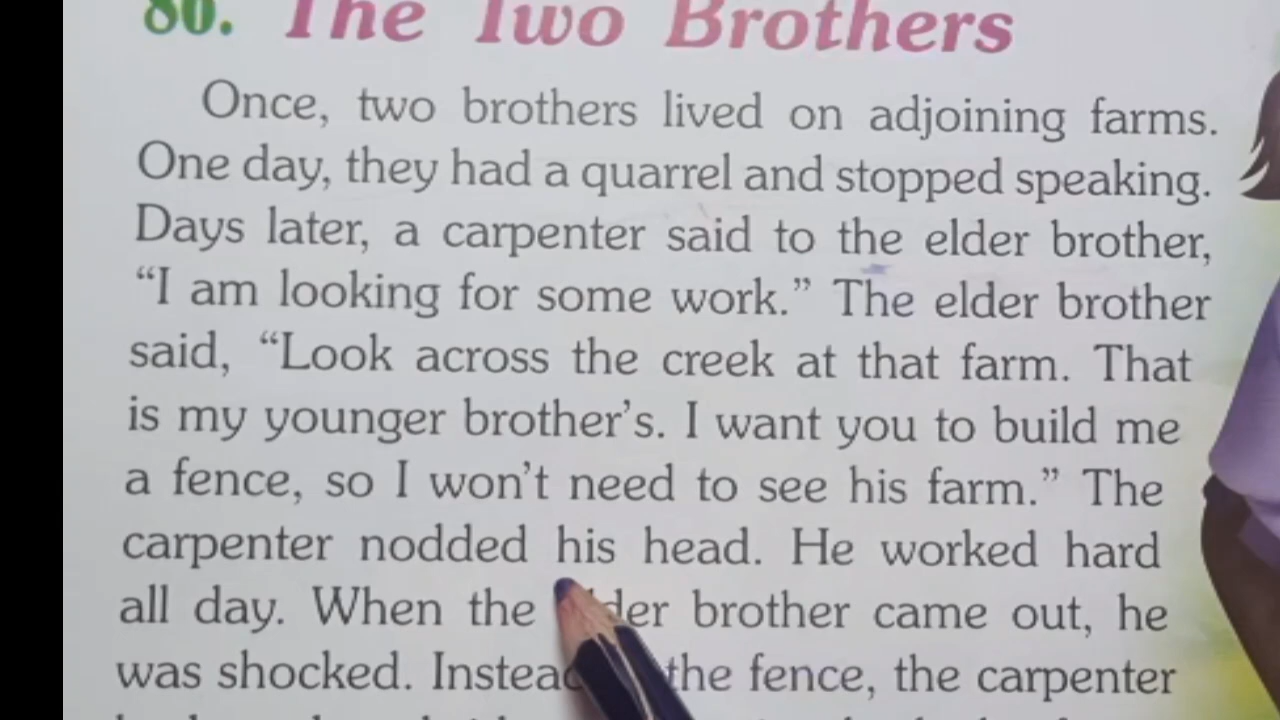 80. The Two Brothers
Once, two brothers lived on adjoining farms.
One day, they had a quarrel and stopped speaking.
Days later, a carpenter said to the elder brother,
“I am looking for some work.” The elder brother
said, “Look across the creek at that farm. That
is my younger brother’s. I want you to build me
a fence, so I won’t need to see his farm.” The
carpenter nodded his head. He worked hard
all day. When the brother came out, he
was shocked. the fence, the carpenter